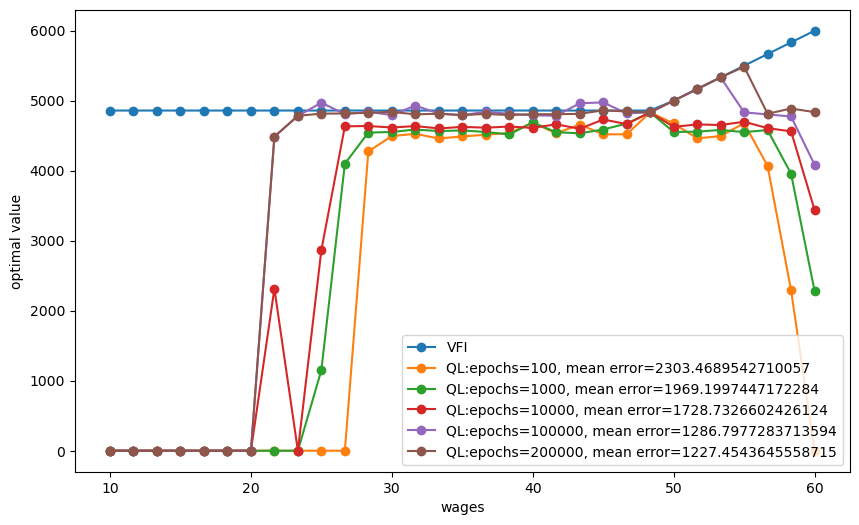 6000
5000
4000
3000
2000
1000
0
optimal value
10
20
30
40
50
60
wages
VFI
QL:epochs=100, mean error=2303.4689542710057
QL:epochs=1000, mean error=1969.1997447172284
QL:epochs=10000, mean error=1728.7326602426124
QL:epochs=100000, mean error=1286.7977283713594
QL:epochs=200000, mean error=1227.4543645558715